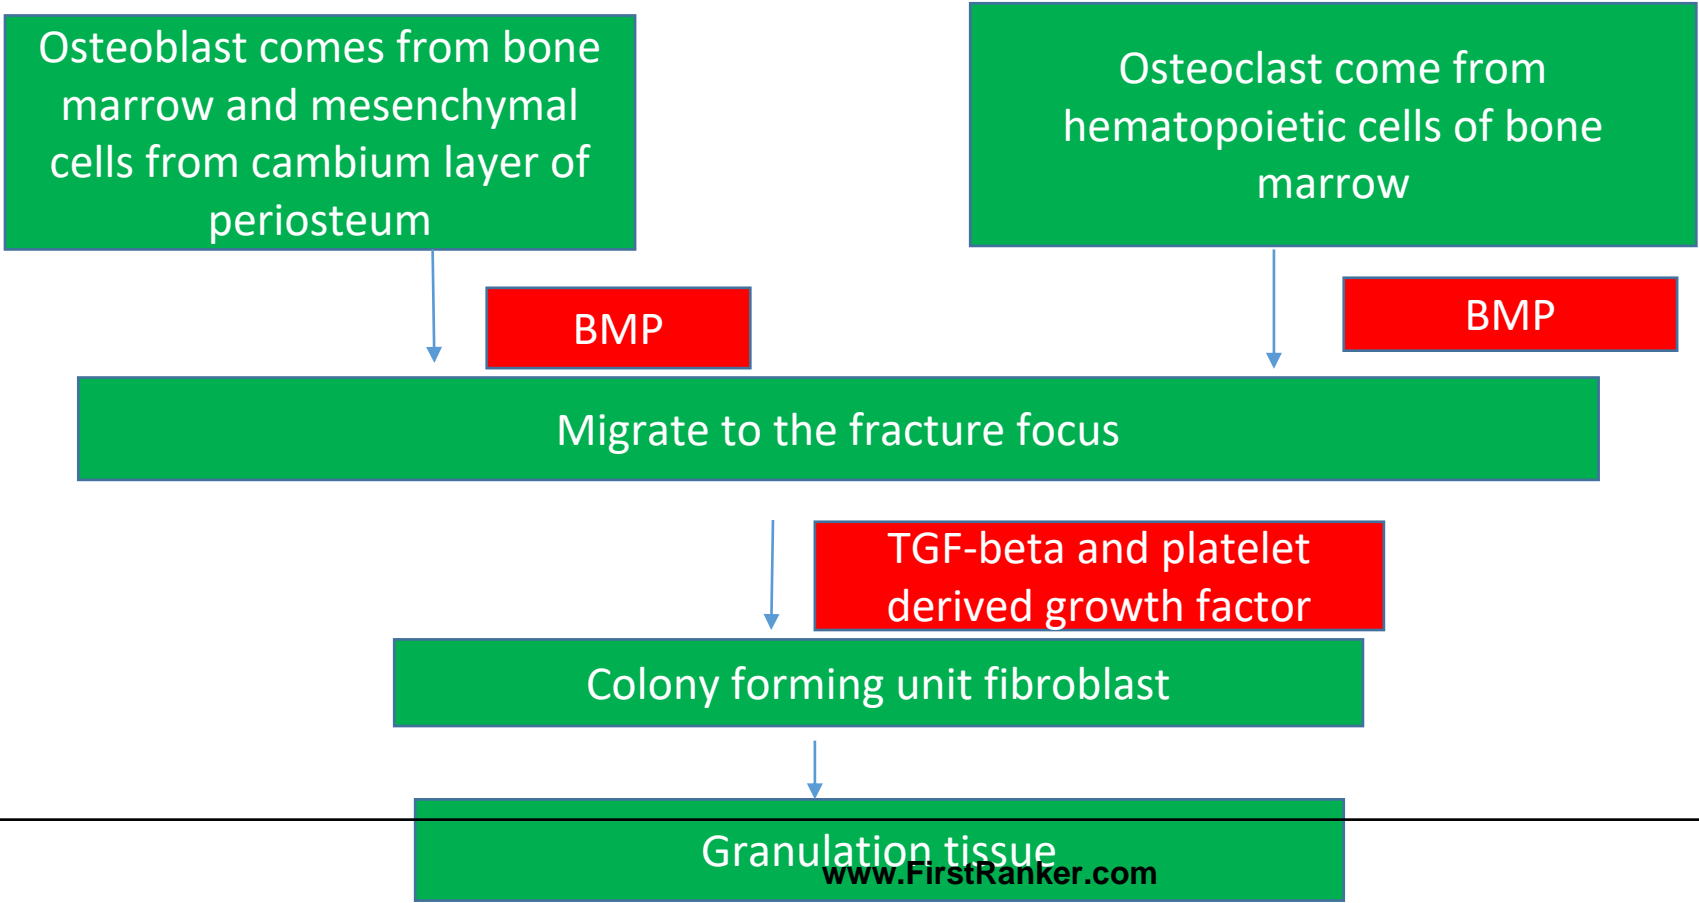 Osteoblast comes from bone
marrow and mesenchymal
cells from cambium layer of
periosteum
Osteoclast come from
hematopoietic cells of bone
marrow
BMP
BMP
Migrate to the fracture focus
TGF-beta and platelet
derived growth factor
Colony forming unit fibroblast
Granulation tissue
www.FirstRanker.com